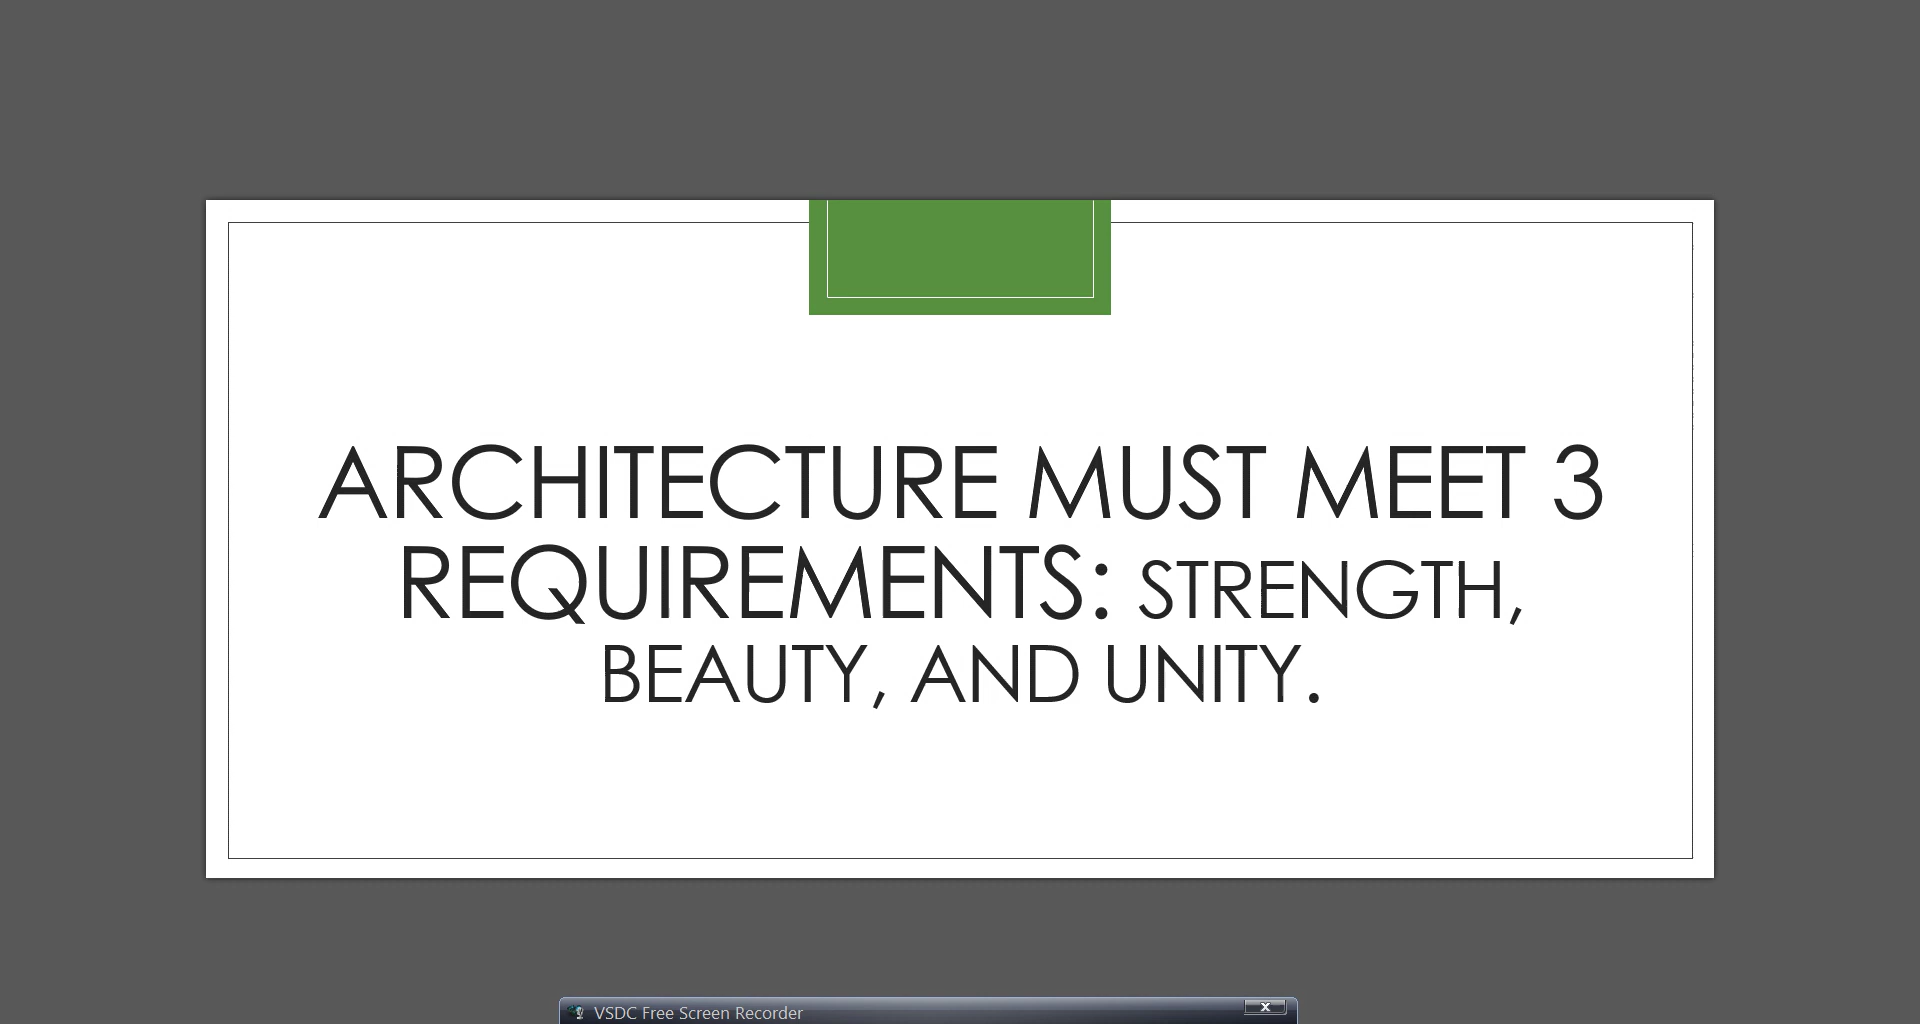 ARCHITECTURE MUST MEET 3
REQUIREMENTS: STRENGTH,
BEAUTY, AND UNITY.
VSDC Free Screen Recorder